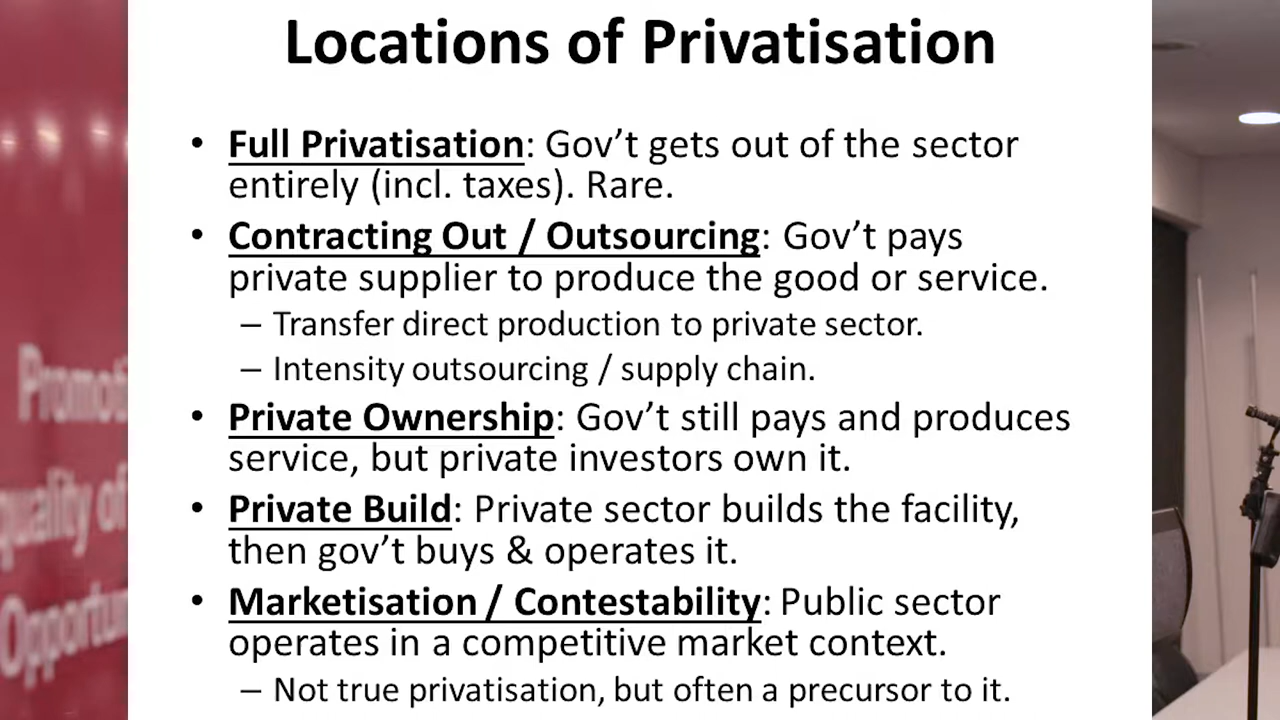 Locations of Privatisation
• Full Privatisation: Gov't gets out of the sector
entirely (incl. taxes). Rare.
• Contracting Out / Outsourcing: Gov't pays
private supplier to produce the good or service.
– Transfer direct production to private sector.
– Intensity outsourcing / supply chain.
• Private Ownership: Gov't still pays and produces
service, but private investors own it.
• Private Build: Private sector builds the facility,
then gov't buys & operates it.
• Marketisation / Contestability: Public sector
operates in a competitive market context.
– Not true privatisation, but often a precursor to it.
Promoti
quality of
Opportun